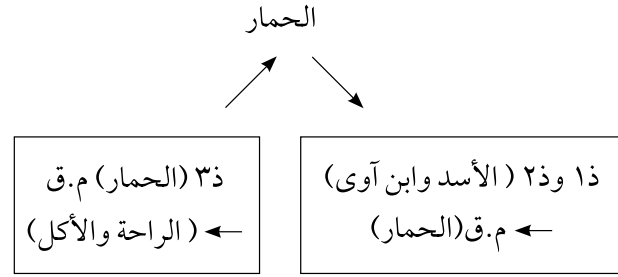 الحمار
ذ١ وذ٢ ( الأسد وابن آوى)
← م.ق(الحمار)
ذ٣ (الحمار) م.ق
← ( الراحة والأكل)